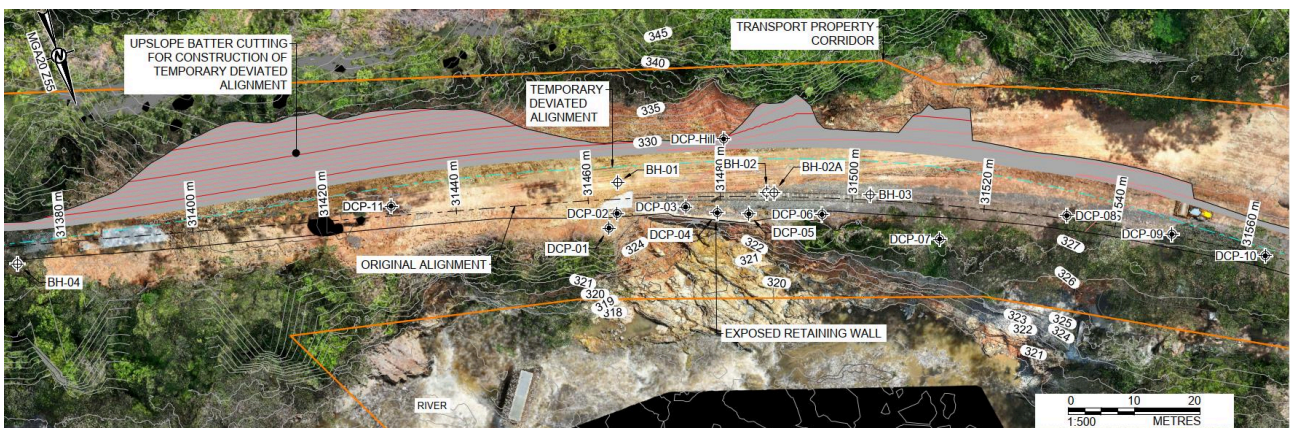 345
TRANSPORT PROPERTY
CORRIDOR
UPSLOPE BATTER CUTTING
FOR CONSTRUCTION OF
TEMPORARY DEVIATED
ALIGNMENT
N
MGA20 Z55
340
TEMPORARY
DEVIATED
ALIGNMENT
335
330
DCP-Hill
BH-01
BH-02
BH-02A
BH-03
31380 m
31400 m
31420 m
31440 m
31460 m
31480 m
31500 m
31520 m
31540 m
31560 m
DCP-11
DCP-02
DCP-03
DCP-06
DCP-08
DCP-01
DCP-04
DCP-05
DCP-07
DCP-09
DCP-10
BH-04
ORIGINAL ALIGNMENT
324
322
321
320
327
326
321
320
319
318
323
322
321
325
324
EXPOSED RETAINING WALL
RIVER
0 10 20
1:500 METRES